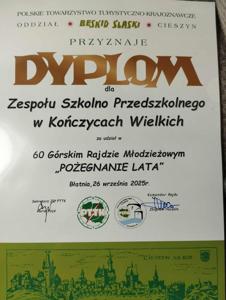 POLSKIE TOWARZYSTWO TURYSTYCZNO-KRAJOZNAWCZE
ODDZIAŁ BESKID ŚLĄSKI CIESZYN
PRZYZNAJE
DYPLOM
dla
Zespołu Szkolno Przedszkolnego
w Kończycach Wielkich
za udział w
60 Górskim Rajdzie Młodzieżowym
"POŻEGNANIE LATA"
Błatnia, 26 września 2025r.
PTTK